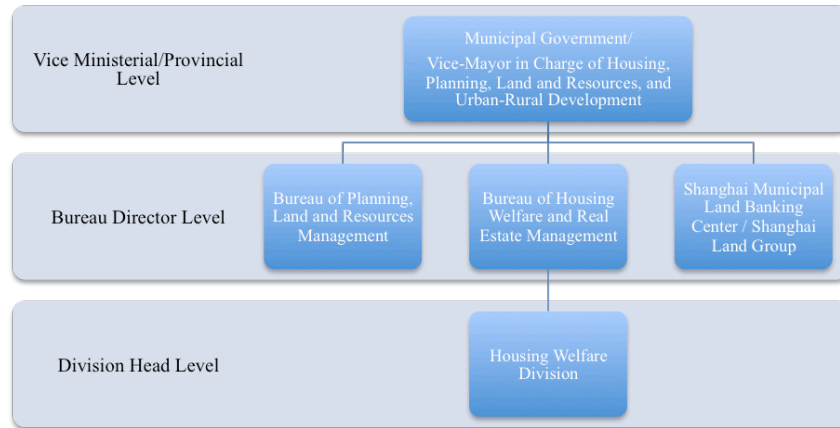 Vice Ministerial/Provincial
Level
Municipal Government/
Vice-Mayor in Charge of Housing,
Planning, Land and Resources, and
Urban-Rural Development
Bureau Director Level
Bureau of Planning,
Land and Resources
Management
Bureau of Housing
Welfare and Real
Estate Management
Shanghai Municipal
Land Banking
Center / Shanghai
Land Group
Division Head Level
Housing Welfare
Division